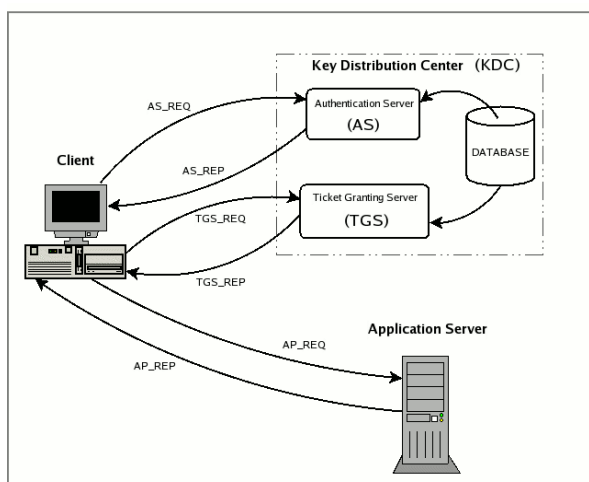 Key Distribution Center (KDC)
AS_REQ
Authentication Server
(AS)
DATABASE
Client
AS_REP
Ticket Granting Server
(TGS)
TGS_REQ
TGS_REP
Application Server
AP_REQ
AP_REP